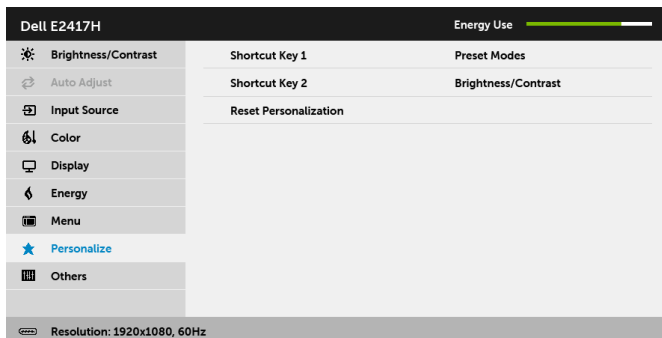 Dell E2417H Energy Use
Brightness/Contrast Shortcut Key 1 Preset Modes
Auto Adjust Shortcut Key 2 Brightness/Contrast
Input Source Reset Personalization
Color
Display
Energy
Menu
Personalize
Others
Resolution: 1920x1080, 60Hz